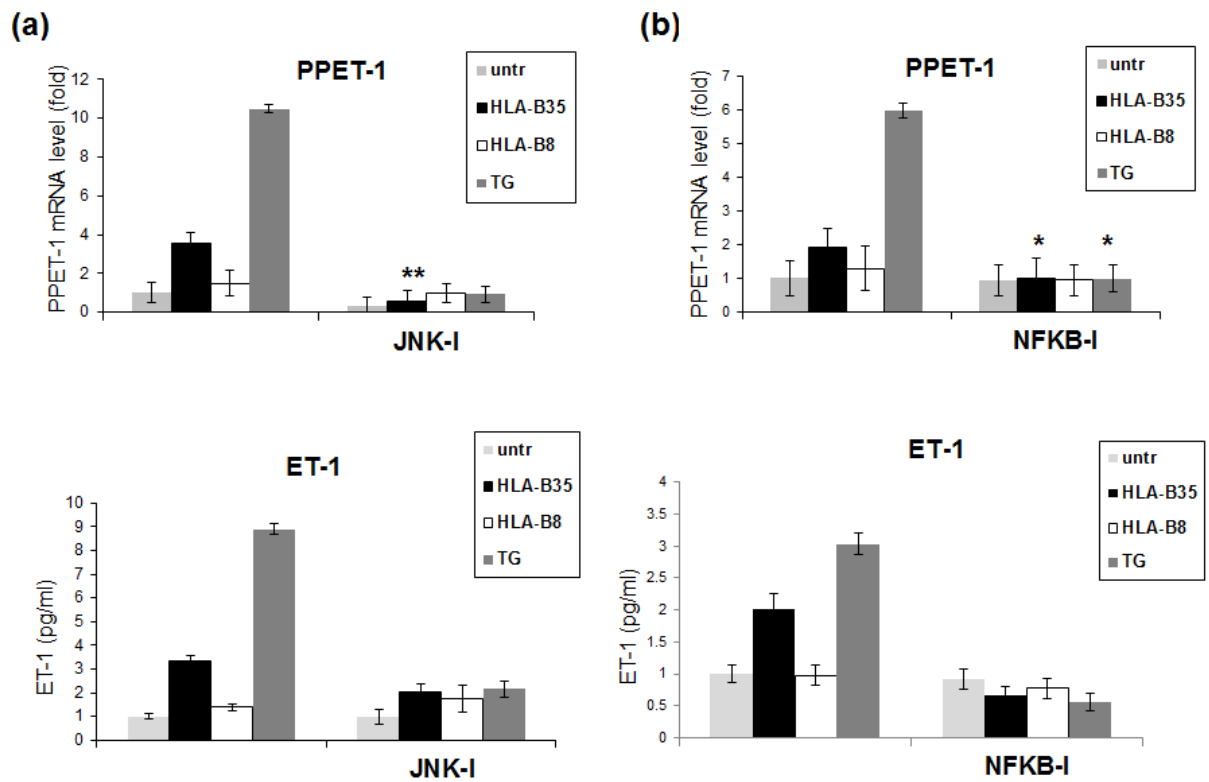 (a)
PPET-1
PPET-1 mRNA level (fold)
12
10
8
6
4
2
0
**
JNK-I
untr
HLA-B35
HLA-B8
TG
(b)
PPET-1
PPET-1 mRNA level (fold)
7
6
5
4
3
2
1
0
*
*
NFKB-I
untr
HLA-B35
HLA-B8
TG
ET-1
ET-1 (pg/ml)
10
9
8
7
6
5
4
3
2
1
0
JNK-I
untr
HLA-B35
HLA-B8
TG
ET-1
ET-1 (pg/ml)
4
3.5
3
2.5
2
1.5
1
0.5
0
NFKB-I
untr
HLA-B35
HLA-B8
TG